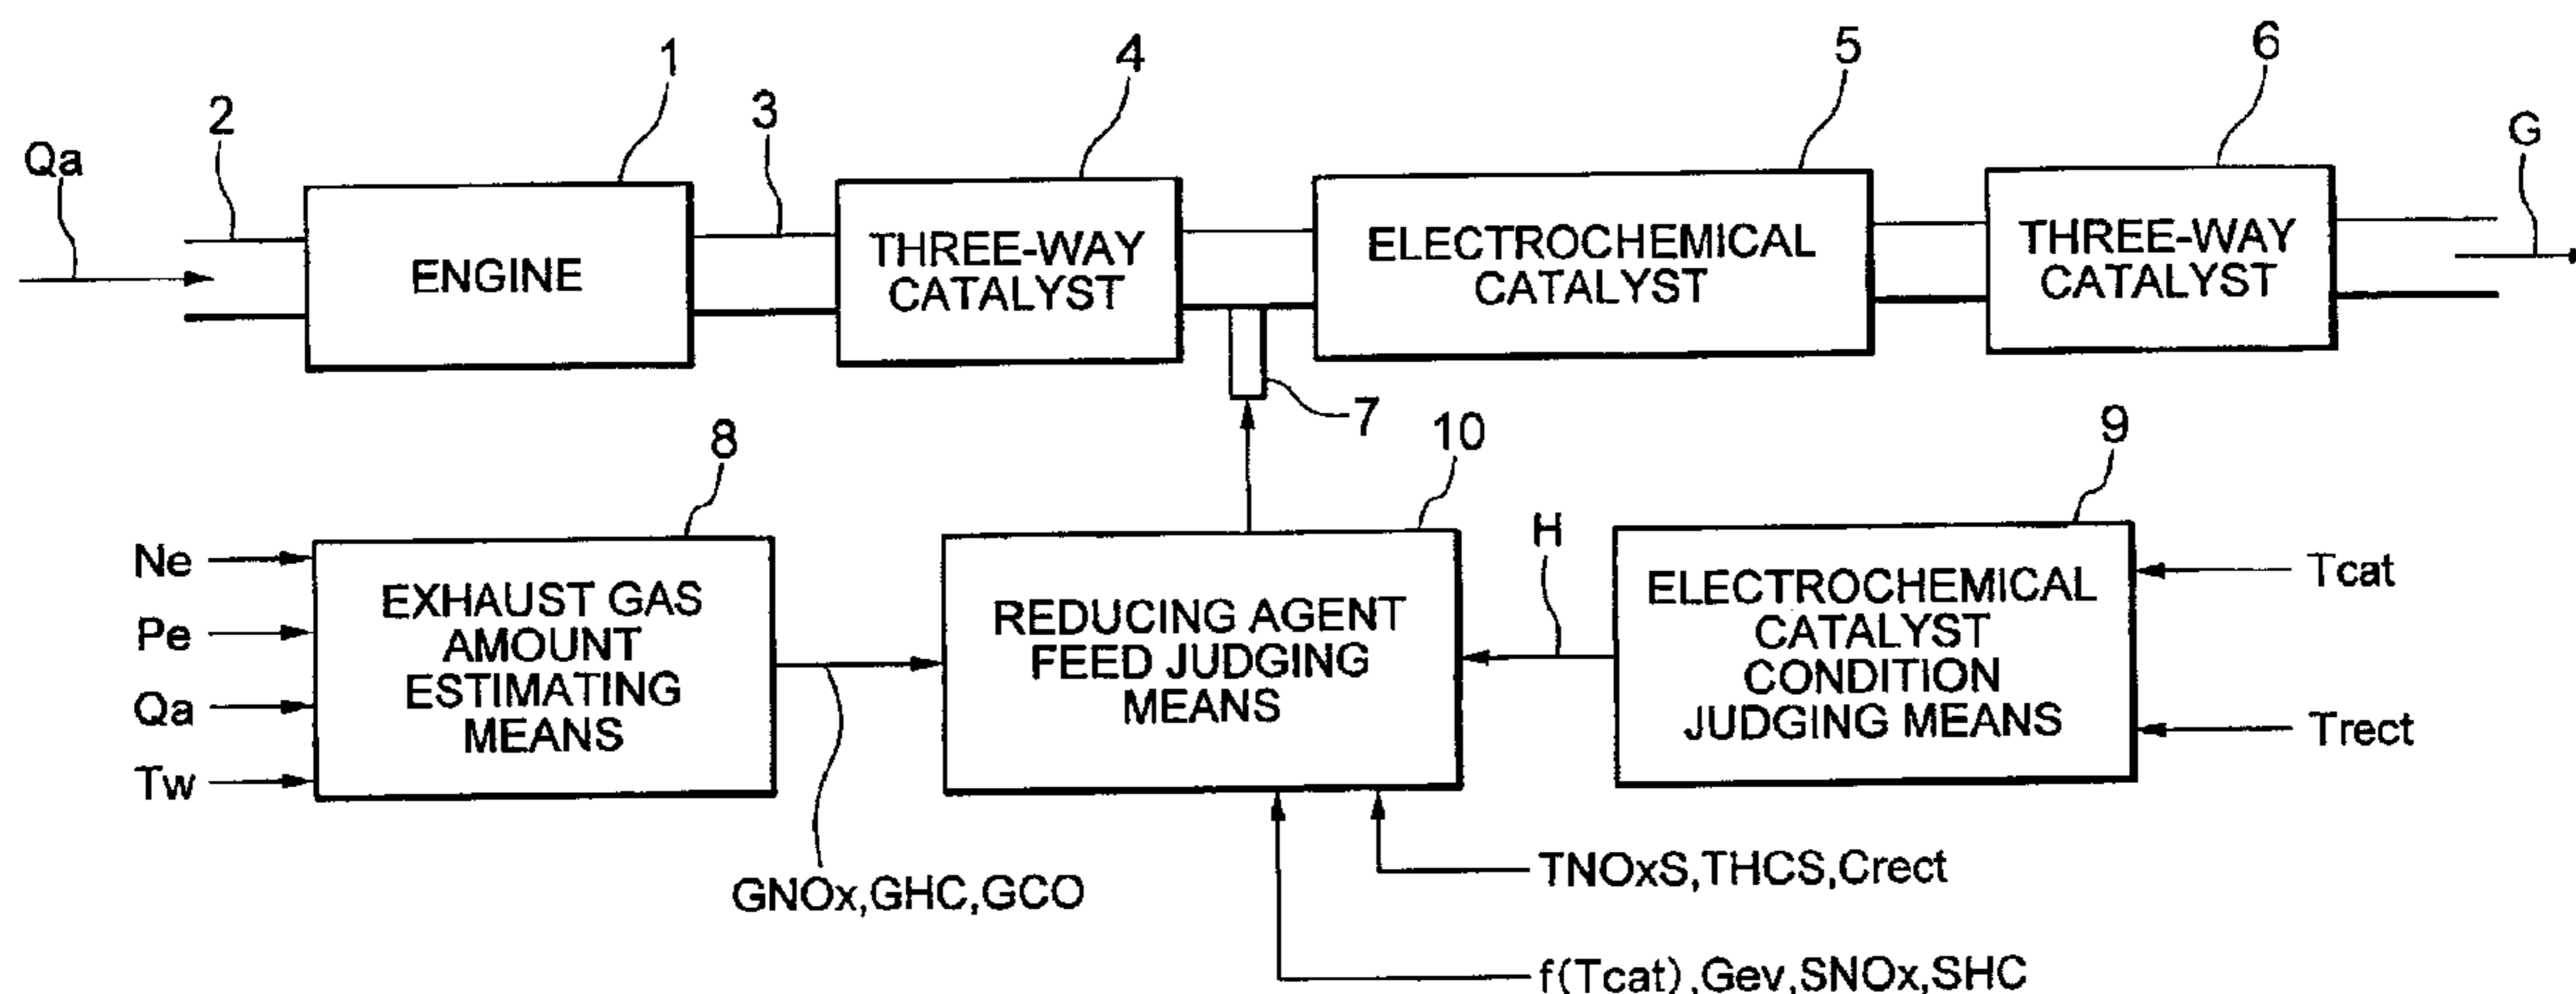 1
4
5
6
2
3
Qa
G
ENGINE
THREE-WAY
CATALYST
ELECTROCHEMICAL
CATALYST
THREE-WAY
CATALYST
7
8
10
9
H
Ne
Pe
Qa
Tw
EXHAUST GAS
AMOUNT
ESTIMATING
MEANS
REDUCING AGENT
FEED JUDGING
MEANS
ELECTROCHEMICAL
CATALYST
CONDITION
JUDGING MEANS
Tcat
Trect
GNOx,GHC,GCO
TNOxS,THCS,Crect
f(Tcat),Gev,SNOx,SHC